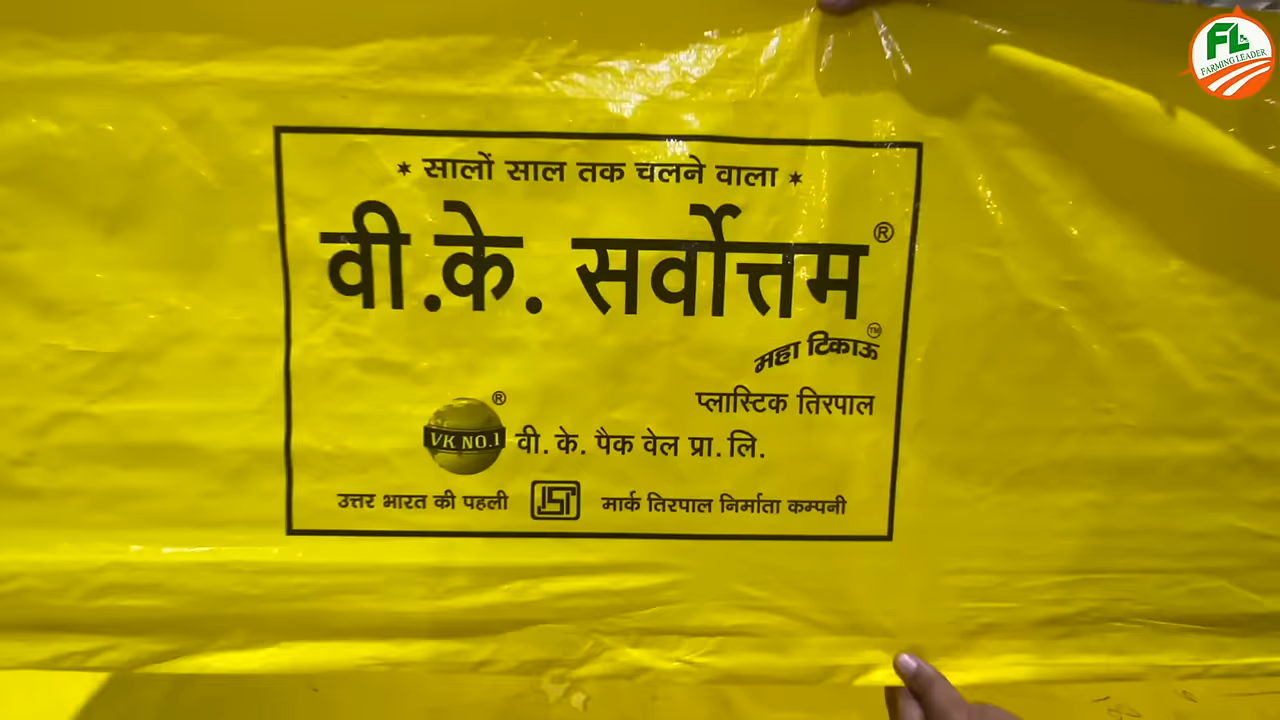 FL
FARMING LEADER
* सालों साल तक चलने वाला *
वी.के. सर्वोत्तम ®
महा टिकाऊ ™
प्लास्टिक तिरपाल
VK NO.1 ® वी. के. पैक वेल प्रा. लि.
उत्तर भारत की पहली ISI मार्क तिरपाल निर्माता कम्पनी